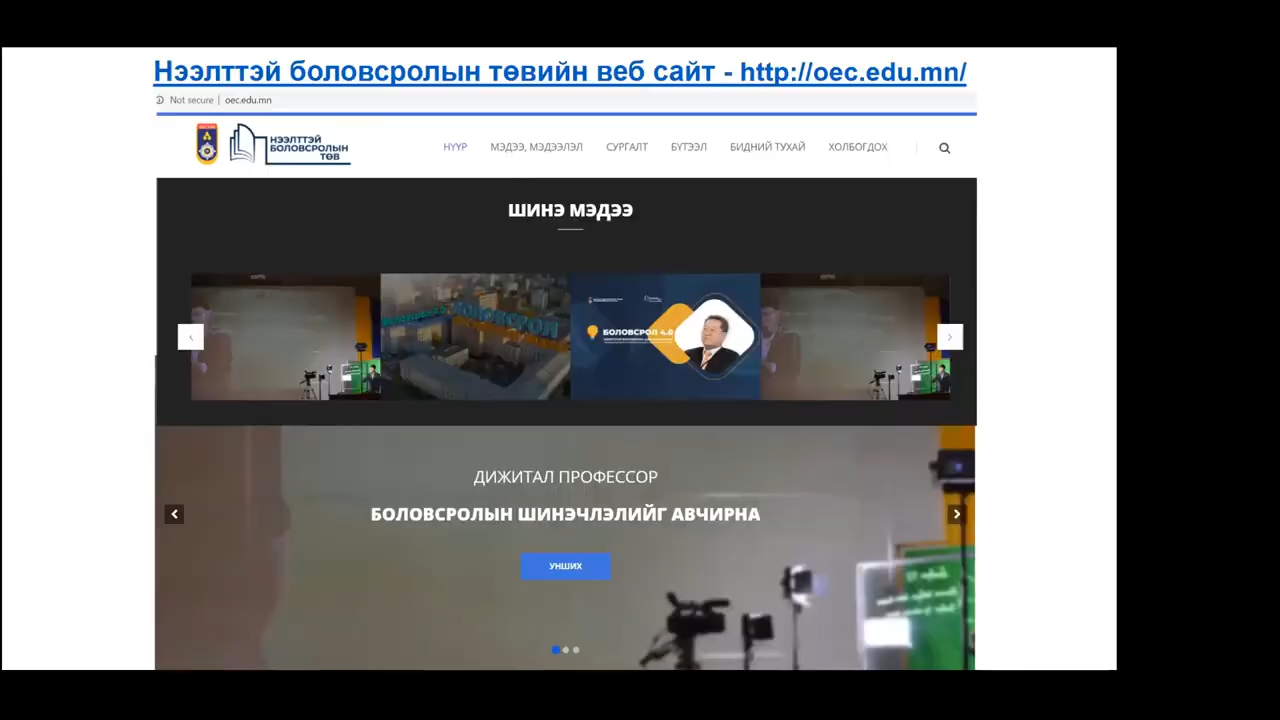 Нээлттэй боловсролын төвийн веб сайт - http://oec.edu.mn/
Not secure | oec.edu.mn
НЭЭЛТТЭЙ
БОЛОВСРОЛЫН
ТӨВ
НҮҮР МЭДЭЭ, МЭДЭЭЛЭЛ СУРГАЛТ БҮТЭЭЛ БИДНИЙ ТУХАЙ ХОЛБОГДОХ
ШИНЭ МЭДЭЭ
БОЛОВСРОЛ
БОЛОВСРОЛ 4.0
ДИЖИТАЛ ПРОФЕССОР
БОЛОВСРОЛЫН ШИНЭЧЛЭЛИЙГ АВЧИРНА
УНШИХ